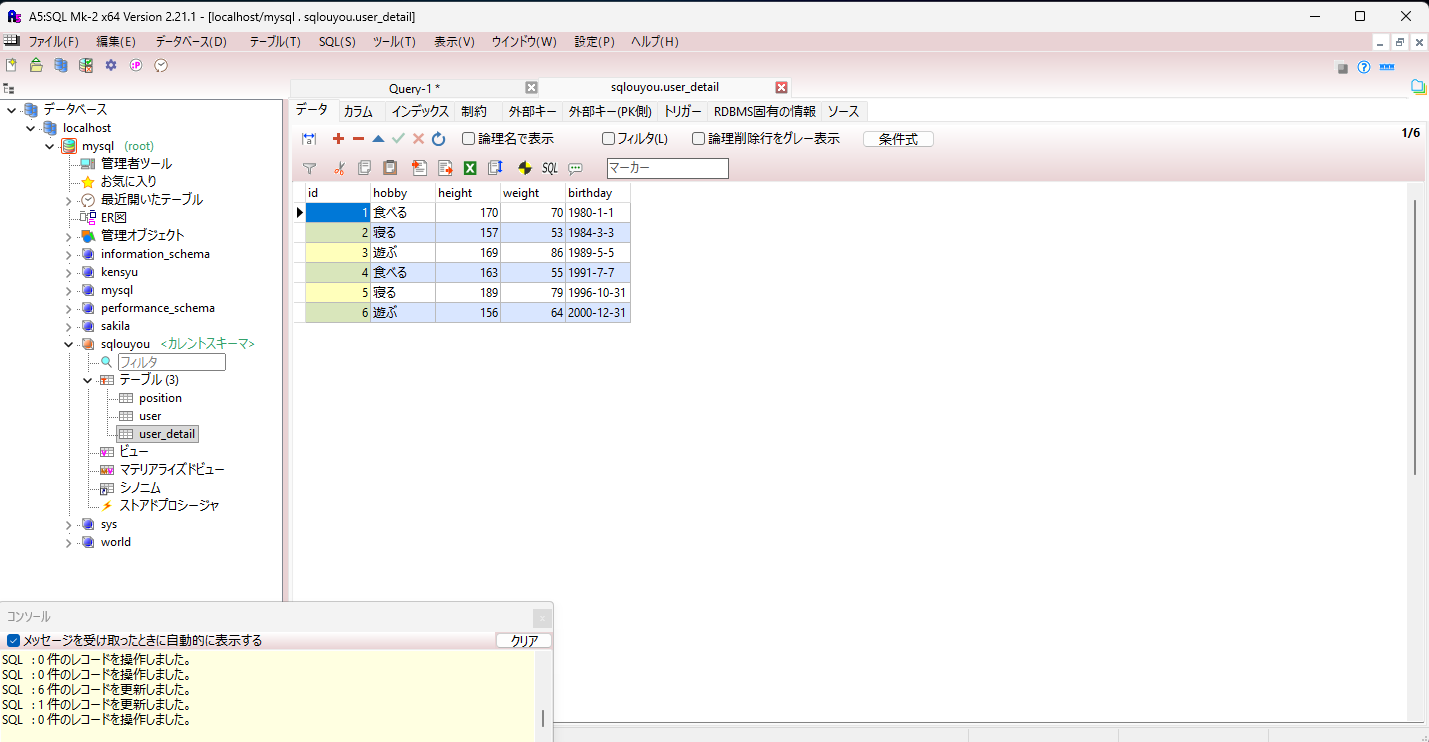 A5:SQL Mk-2 x64 Version 2.21.1 - [localhost/mysql . sqlouyou.user_detail]
ファイル(F) 編集(E) データベース(D) テーブル(T) SQL(S) ツール(T) 表示(V) ウインドウ(W) 設定(P) ヘルプ(H)
Query-1 * sqlouyou.user_detail
データベース
localhost
mysql (root)
管理者ツール
お気に入り
最近開いたテーブル
ER図
管理オブジェクト
information_schema
kensyu
mysql
performance_schema
sakila
sqlouyou <カレントスキーマ>
フィルタ
テーブル (3)
position
user
user_detail
ビュー
マテリアライズドビュー
シノニム
ストアドプロシージャ
sys
world
データ カラム インデックス 制約 外部キー 外部キー(PK側) トリガー RDBMS固有の情報 ソース
論理名で表示 フィルタ(L) 論理削除行をグレー表示 条件式 1/6
SQL マーカー
id hobby height weight birthday
1 食べる 170 70 1980-1-1
2 寝る 157 53 1984-3-3
3 遊ぶ 169 86 1989-5-5
4 食べる 163 55 1991-7-7
5 寝る 189 79 1996-10-31
6 遊ぶ 156 64 2000-12-31
コンソール
メッセージを受け取ったときに自動的に表示する クリア
SQL : 0 件のレコードを操作しました。
SQL : 0 件のレコードを操作しました。
SQL : 6 件のレコードを更新しました。
SQL : 1 件のレコードを更新しました。
SQL : 0 件のレコードを操作しました。